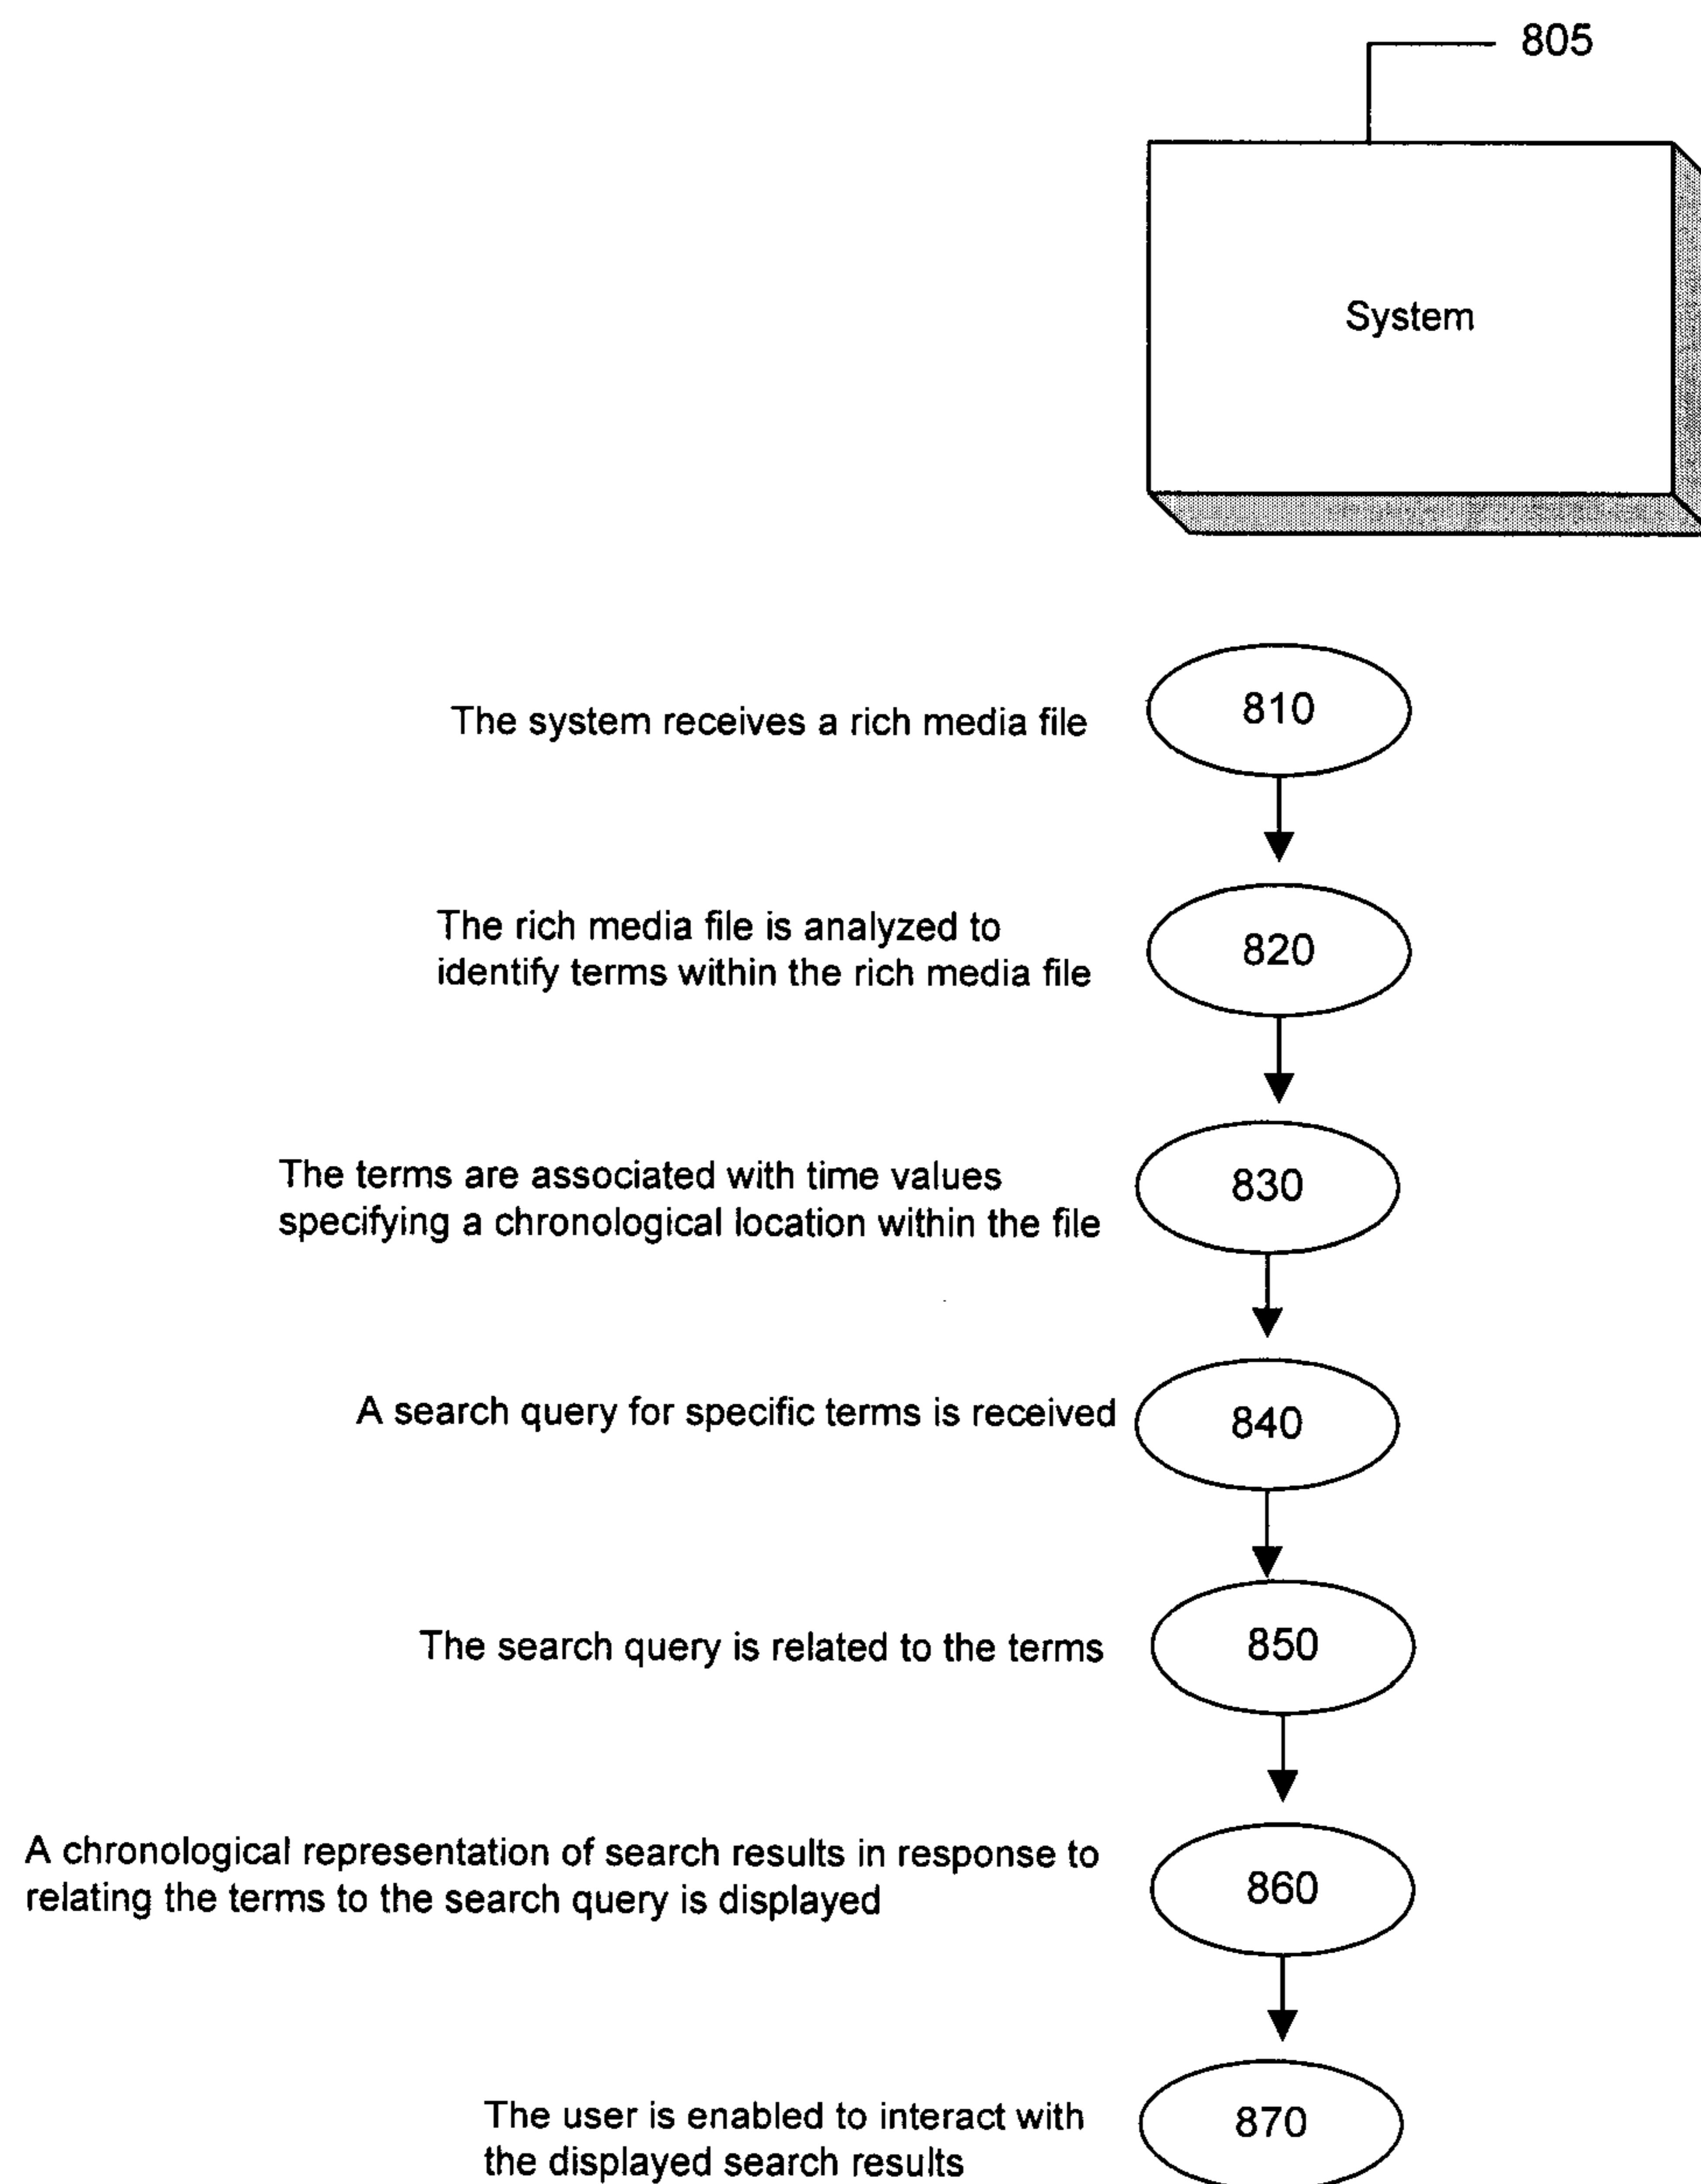 805
System
The system receives a rich media file
810
The rich media file is analyzed to
identify terms within the rich media file
820
The terms are associated with time values
specifying a chronological location within the file
830
A search query for specific terms is received
840
The search query is related to the terms
850
A chronological representation of search results in response to
relating the terms to the search query is displayed
860
The user is enabled to interact with
the displayed search results
870